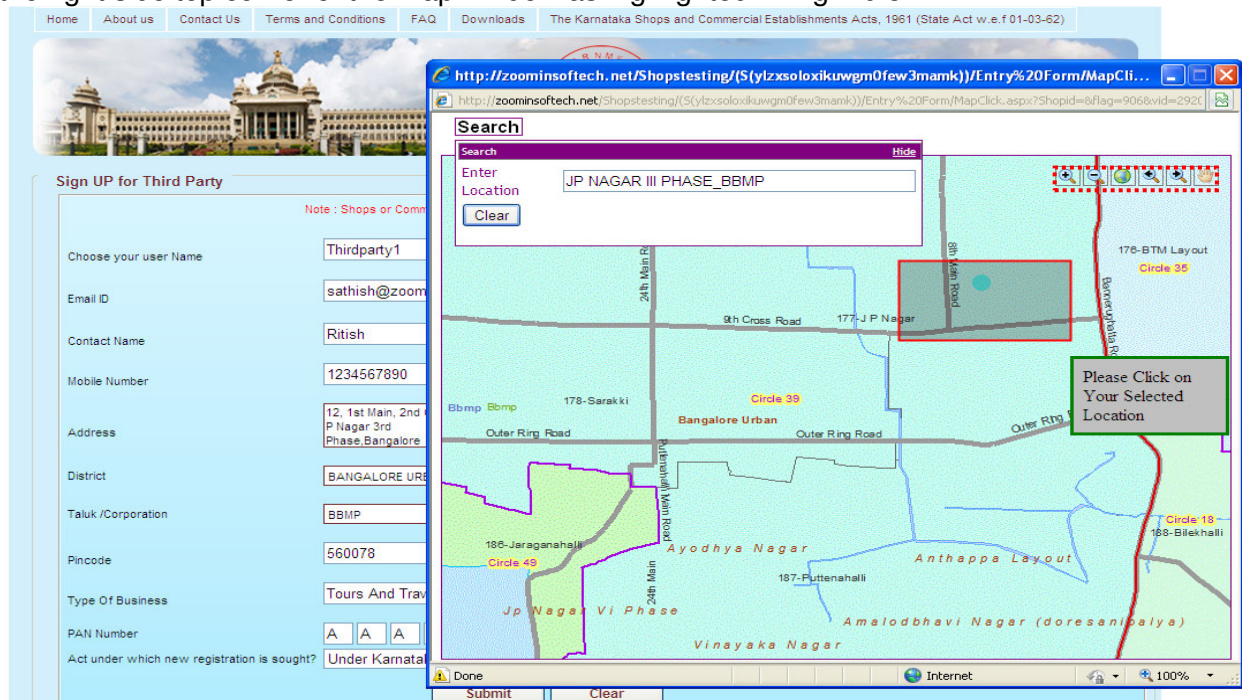 Home About us Contact Us Terms and Conditions FAQ Downloads The Karnataka Shops and Commercial Establishments Acts, 1961 (State Act w.e.f 01-03-62)
http://zoominsoftech.net/Shopstesting/(S(ylzxsoloxikuwgm0few3mamk))/Entry%20Form/MapCli...
http://zoominsoftech.net/Shopstesting/(S(ylzxsoloxikuwgm0few3mamk))/Entry%20Form/MapClick.aspx?Shopid=8&flag=906&vid=292
Search
Search Hide
Enter Location JP NAGAR III PHASE_BBMP
Clear
Sign UP for Third Party
Note : Shops or Comm
Choose your user Name Thirdparty1
Email ID sathish@zoom
Contact Name Ritish
Mobile Number 1234567890
Address 12, 1st Main, 2nd
P Nagar 3rd
Phase,Bangalore
District BANGALORE URB
Taluk /Corporation BBMP
Pincode 560078
Type Of Business Tours And Trav
PAN Number A A A
Act under which new registration is sought? Under Karnatak
Submit Clear
24th Main
8th Main Road
176-BTM Layout
Circle 35
Bannerughatta
9th Cross Road
177-J P Nagar
Please Click on
Your Selected
Location
178-Sarakki
Circle 39
Bbmp Bbmp
Bangalore Urban
Outer Ring Road
Outer Ring Road
Outer Ring
Puttenahalli Main Road
Circle 18
188-Bilekhalli
186-Jaraganahalli
Circle 49
Ayodhya Nagar
Anthappa Layout
24th Main
187-Puttenahalli
Jp Nagar Vi Phase
Amalodbhavi Nagar (doresanipalya)
Vinayaka Nagar
Done Internet 100%